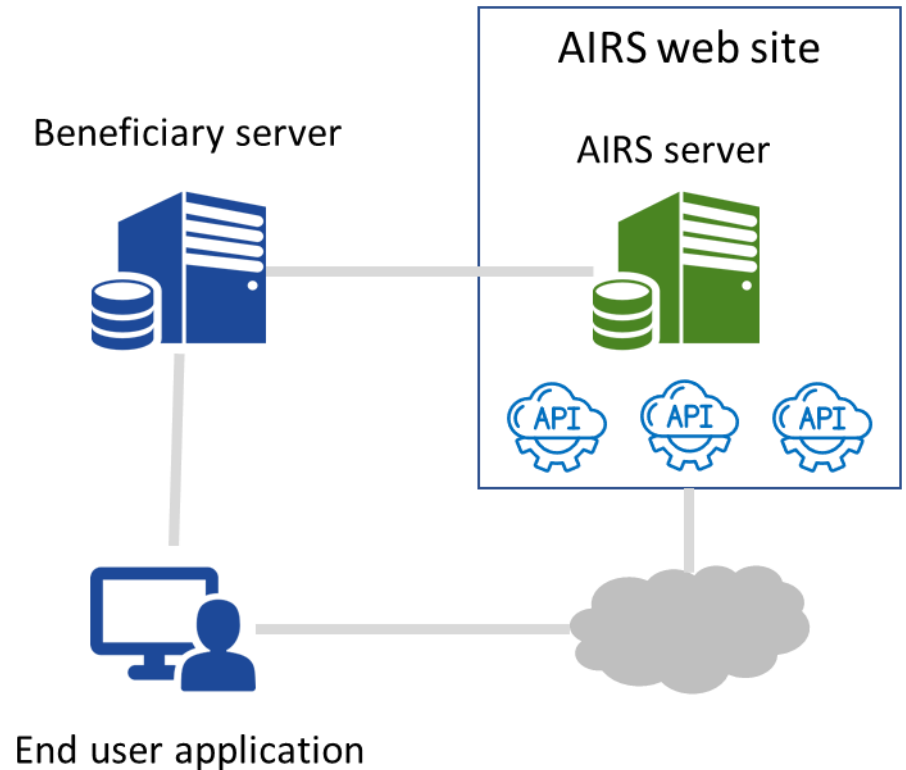 AIRS web site
Beneficiary server
AIRS server
API
API
API
End user application